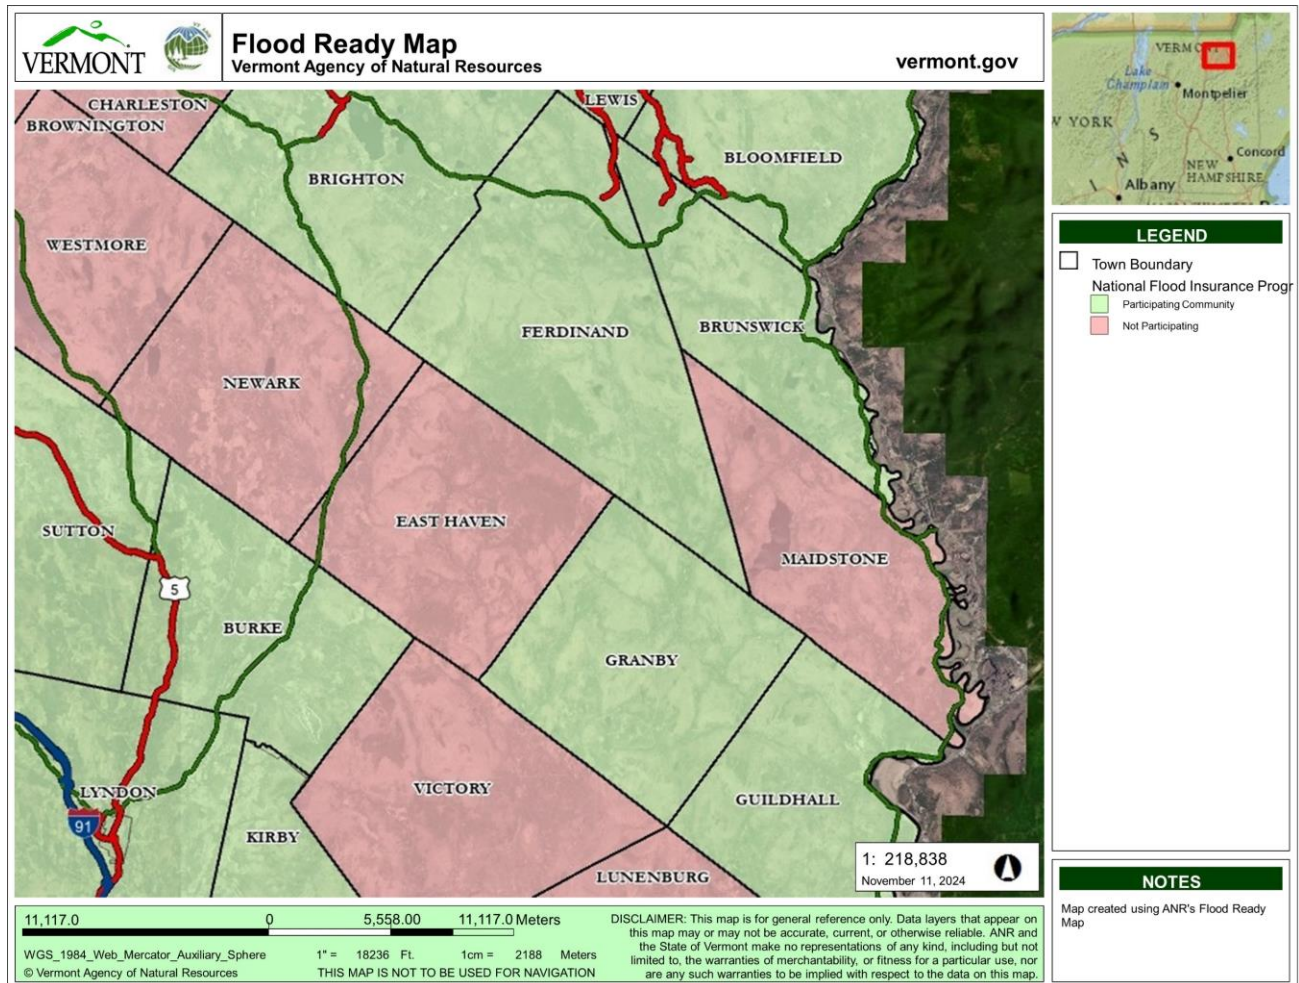 VERMONT
Flood Ready Map
Vermont Agency of Natural Resources
vermont.gov
VERMONT
Lake
Champlain
Montpelier
W YORK
Concord
NEW
HAMPSHIRE
Albany
CHARLESTON
BROWNINGTON
LEWIS
BLOOMFIELD
BRIGHTON
WESTMORE
FERDINAND
BRUNSWICK
NEWARK
EAST HAVEN
SUTTON
MAIDSTONE
5
BURKE
GRANBY
VICTORY
LYNDON
91
GUILDHALL
KIRBY
LUNENBURG
1: 218,838
November 11, 2024
LEGEND
Town Boundary
National Flood Insurance Progr
Participating Community
Not Participating
NOTES
Map created using ANR's Flood Ready
Map
11,117.0 0 5,558.00 11,117.0 Meters
WGS_1984_Web_Mercator_Auxiliary_Sphere 1" = 18236 Ft. 1cm = 2188 Meters
© Vermont Agency of Natural Resources THIS MAP IS NOT TO BE USED FOR NAVIGATION
DISCLAIMER: This map is for general reference only. Data layers that appear on
this map may or may not be accurate, current, or otherwise reliable. ANR and
the State of Vermont make no representations of any kind, including but not
limited to, the warranties of merchantability, or fitness for a particular use, nor
are any such warranties to be implied with respect to the data on this map.